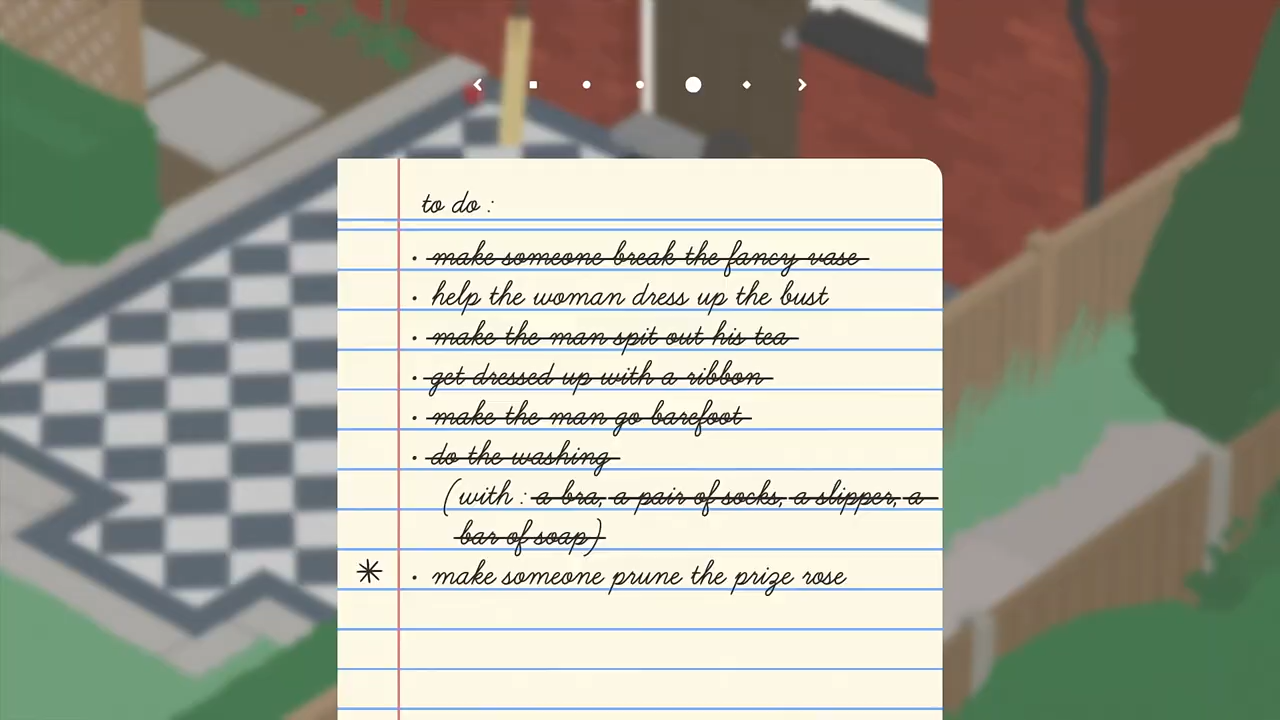 to do :
· make someone break the fancy vase
· help the woman dress up the bust
· make the man spit out his tea
· get dressed up with a ribbon
· make the man go barefoot
· do the washing
(with : a bra, a pair of socks, a slipper, a
bar of soap)
· make someone prune the prize rose